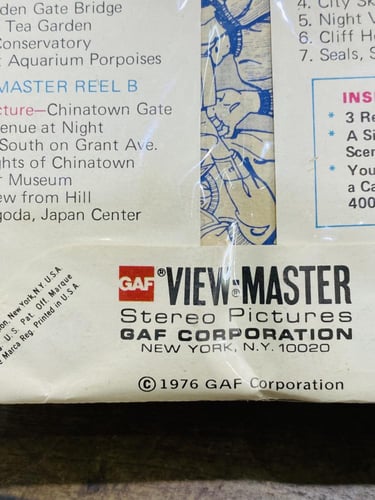 den Gate Bridge
Tea Garden
Conservatory
Aquarium Porpoises
MASTER REEL B
cture—Chinatown Gate
enue at Night
South on Grant Ave.
ghts of Chinatown
r Museum
ew from Hill
goda, Japan Center
4. City Sk
5. Night V
6. Cliff Ho
7. Seals, S
INSI
* 3 Re
* A Si
Scen
* You
a Ca
400
on, New York, N.Y. U.S.A.
U.S. Pat. Off. Marque
Marca Reg. Printed in U.S.A.
GAF® VIEW-MASTER®
Stereo Pictures
GAF CORPORATION
NEW YORK, N.Y. 10020
© 1976 GAF Corporation